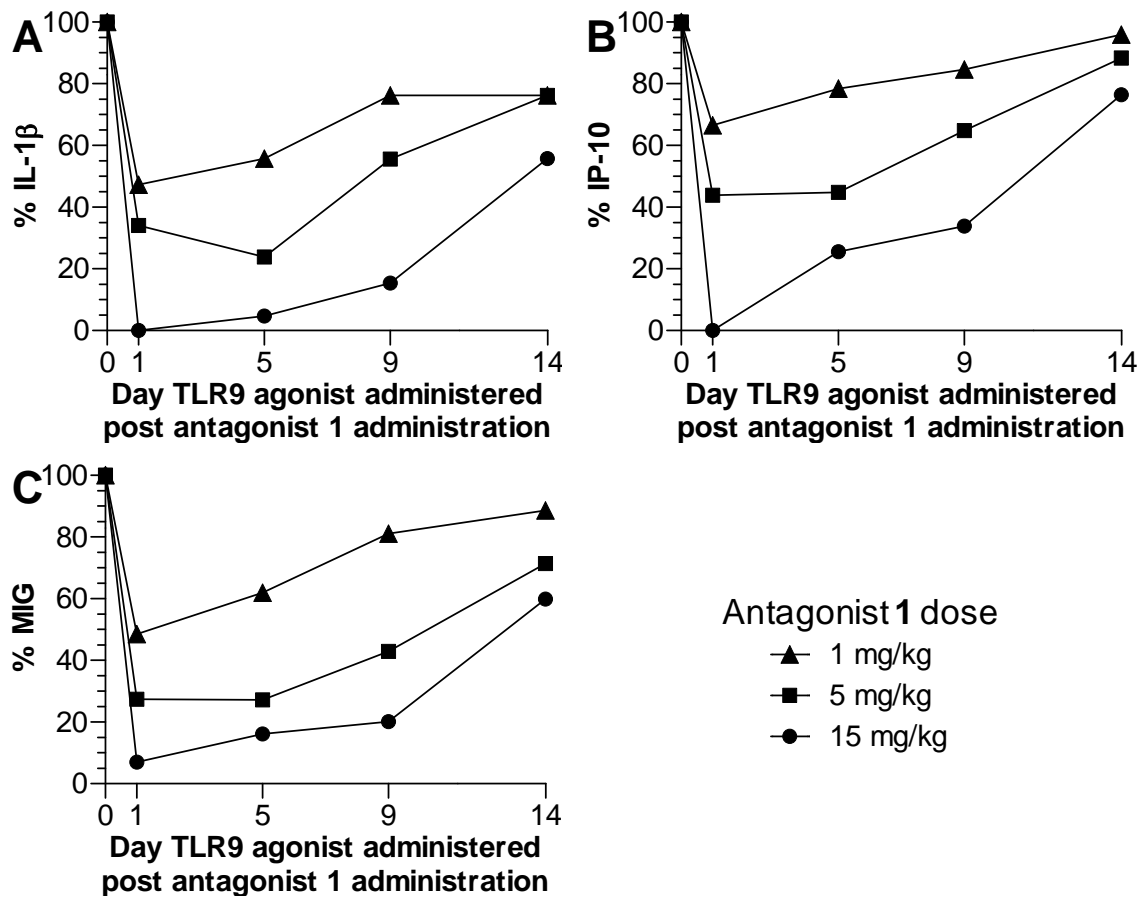 A
% IL-1β
100
80
60
40
20
0
0 1 5 9 14
Day TLR9 agonist administered
post antagonist 1 administration
B
% IP-10
100
80
60
40
20
0
0 1 5 9 14
Day TLR9 agonist administered
post antagonist 1 administration
C
% MIG
100
80
60
40
20
0
0 1 5 9 14
Day TLR9 agonist administered
post antagonist 1 administration
Antagonist 1 dose
1 mg/kg
5 mg/kg
15 mg/kg